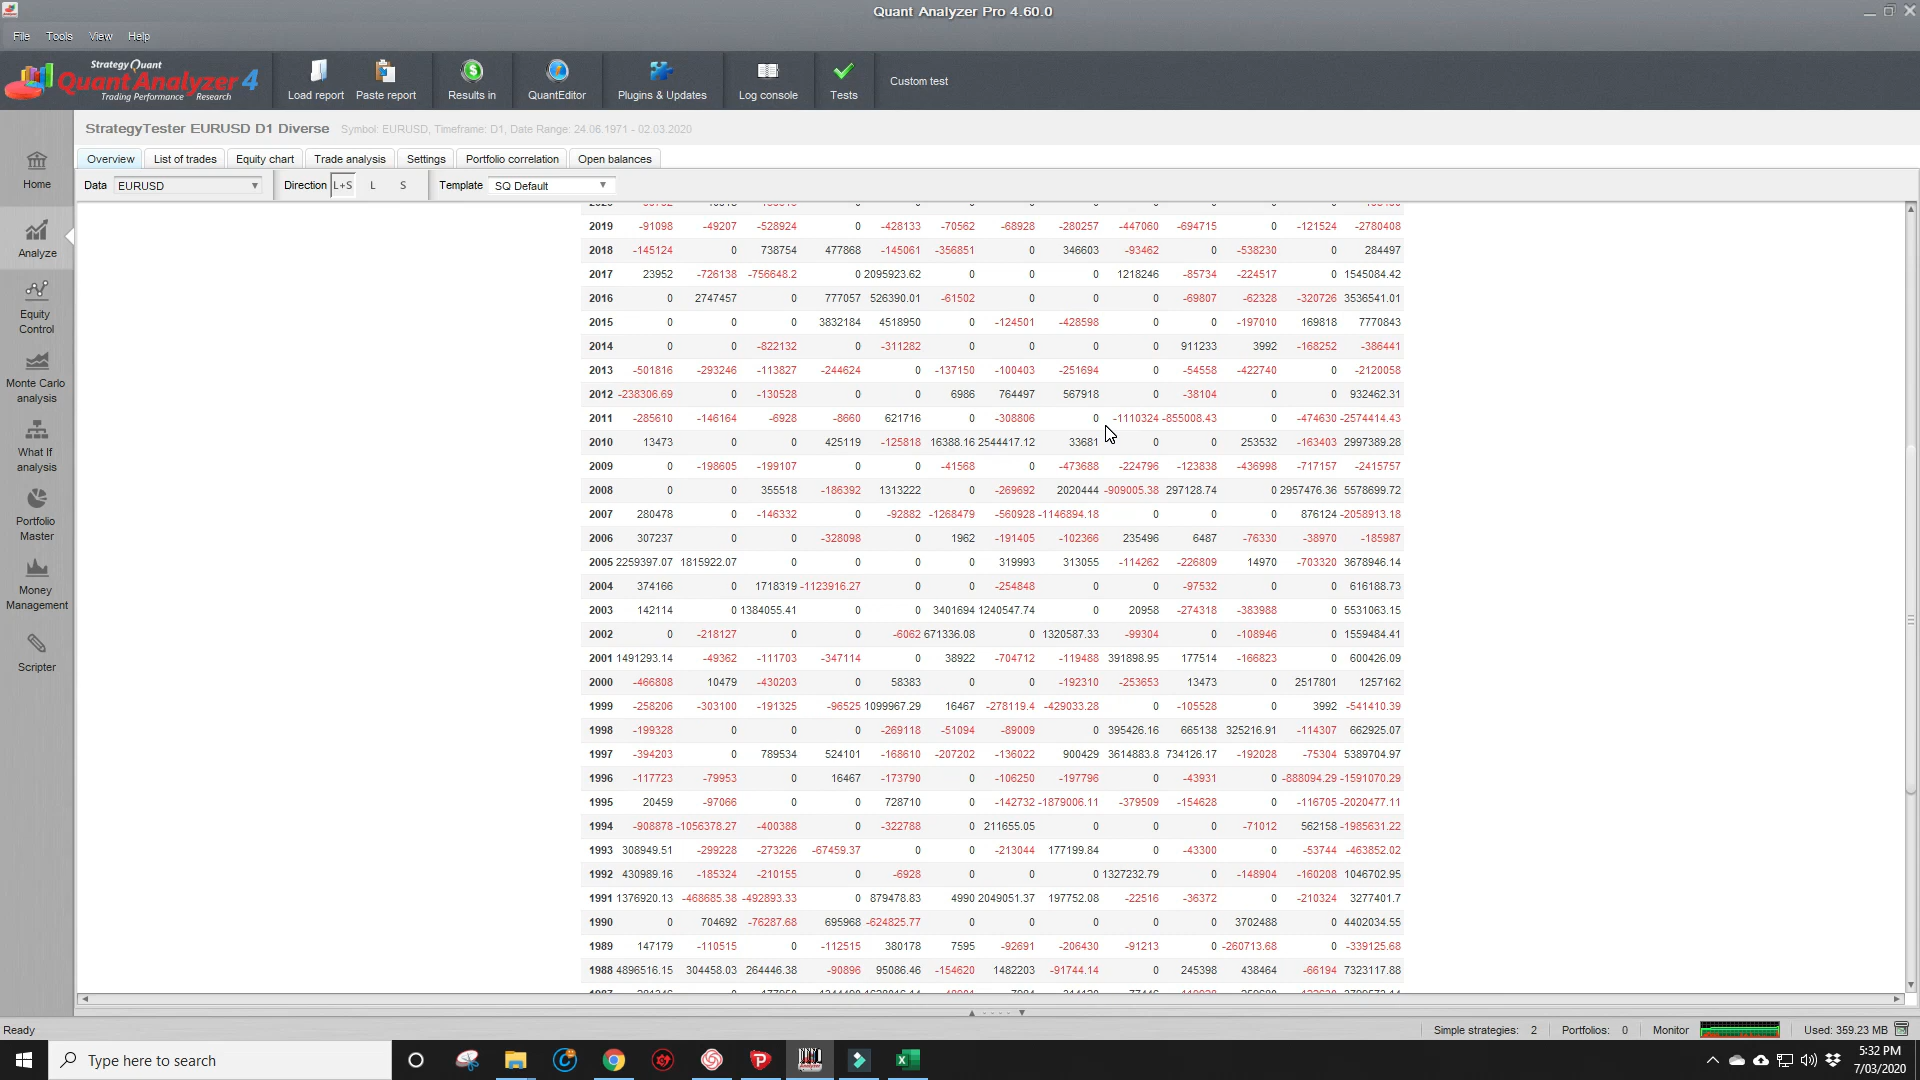 Quant Analyzer Pro 4.60.0
File Tools View Help
StrategyQuant
QuantAnalyzer 4
Trading Performance Research
Load report Paste report Results in QuantEditor Plugins & Updates Log console Tests Custom test
StrategyTester EURUSD D1 Diverse Symbol: EURUSD, Timeframe: D1, Date Range: 24.06.1971 - 02.03.2020
Overview List of trades Equity chart Trade analysis Settings Portfolio correlation Open balances
Data EURUSD Direction L+S L S Template SQ Default
Home
Analyze
Equity
Control
Monte Carlo
analysis
What If
analysis
Portfolio
Master
Money
Management
Scripter
2019 -91098 -49207 -528924 0 -428133 -70562 -68928 -280257 -447060 -694715 0 -121524 -2780408
2018 -145124 0 738754 477868 -145061 -356851 0 346603 -93462 0 -538230 0 284497
2017 23952 -726138 -756648.2 0 2095923.62 0 0 0 1218246 -85734 -224517 0 1545084.42
2016 0 2747457 0 777057 526390.01 -61502 0 0 0 -69807 -62328 -320726 3536541.01
2015 0 0 0 3832184 4518950 0 -124501 -428598 0 0 -197010 169818 7770843
2014 0 0 -822132 0 -311282 0 0 0 0 911233 3992 -168252 -386441
2013 -501816 -293246 -113827 -244624 0 -137150 -100403 -251694 0 -54558 -422740 0 -2120058
2012 -238306.69 0 -130528 0 0 6986 764497 567918 0 -38104 0 0 932462.31
2011 -285610 -146164 -6928 -8660 621716 0 -308806 0 -1110324 -855008.43 0 -474630 -2574414.43
2010 13473 0 0 425119 -125818 16388.16 2544417.12 33681 0 0 253532 -163403 2997389.28
2009 0 -198605 -199107 0 0 -41568 0 -473688 -224796 -123838 -436998 -717157 -2415757
2008 0 0 355518 -186392 1313222 0 -269692 2020444 -909005.38 297128.74 0 2957476.36 5578699.72
2007 280478 0 -146332 0 -92882 -1268479 -560928 -1146894.18 0 0 0 876124 -2058913.18
2006 307237 0 0 -328098 0 1962 -191405 -102366 235496 6487 -76330 -38970 -185987
2005 2259397.07 1815922.07 0 0 0 0 319993 313055 -114262 -226809 14970 -703320 3678946.14
2004 374166 0 1718319 -1123916.27 0 0 -254848 0 0 -97532 0 0 616188.73
2003 142114 0 1384055.41 0 0 3401694 1240547.74 0 20958 -274318 -383988 0 5531063.15
2002 0 -218127 0 0 -6062 671336.08 0 1320587.33 -99304 0 -108946 0 1559484.41
2001 1491293.14 -49362 -111703 -347114 0 38922 -704712 -119488 391898.95 177514 -166823 0 600426.09
2000 -466808 10479 -430203 0 58383 0 0 -192310 -253653 13473 0 2517801 1257162
1999 -258206 -303100 -191325 -96525 1099967.29 16467 -278119.4 -429033.28 0 -105528 0 3992 -541410.39
1998 -199328 0 0 0 -269118 -51094 -89009 0 395426.16 665138 325216.91 -114307 662925.07
1997 -394203 0 789534 524101 -168610 -207202 -136022 900429 3614883.8 734126.17 -192028 -75304 5389704.97
1996 -117723 -79953 0 16467 -173790 0 -106250 -197796 0 -43931 0 -888094.29 -1591070.29
1995 20459 -97066 0 0 728710 0 -142732 -1879006.11 -379509 -154628 0 -116705 -2020477.11
1994 -908878 -1056378.27 -400388 0 -322788 0 211655.05 0 0 0 -71012 562158 -1985631.22
1993 308949.51 -299228 -273226 -67459.37 0 0 -213044 177199.84 0 -43300 0 -53744 -463852.02
1992 430989.16 -185324 -210155 0 -6928 0 0 0 1327232.79 0 -148904 -160208 1046702.95
1991 1376920.13 -468685.38 -492893.33 0 879478.83 4990 2049051.37 197752.08 -22516 -36372 0 -210324 3277401.7
1990 0 704692 -76287.68 695968 -624825.77 0 0 0 0 0 3702488 0 4402034.55
1989 147179 -110515 0 -112515 380178 7595 -92691 -206430 -91213 0 -260713.68 0 -339125.68
1988 4896516.15 304458.03 264446.38 -90896 95086.46 -154620 1482203 -91744.14 0 245398 438464 -66194 7323117.88
Ready Simple strategies: 2 Portfolios: 0 Monitor Used: 359.23 MB
Type here to search
5:32 PM
7/03/2020